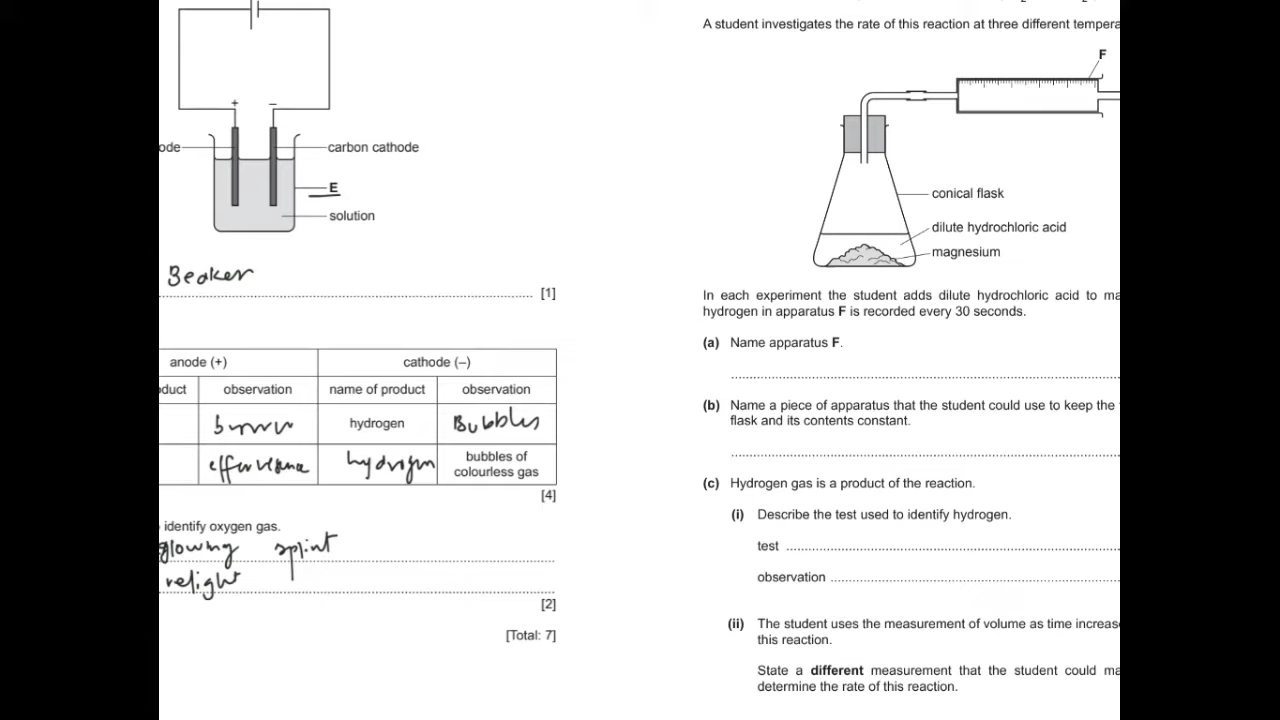 + –
ode
carbon cathode
E
solution
Beaker
[1]
anode (+) cathode (–)
duct observation name of product observation
hydrogen Bubbles
effervesence hydrogen bubbles of
colourless gas
[4]
identify oxygen gas.
glowing splint
relight
[2]
[Total: 7]
A student investigates the rate of this reaction at three different tempera
F
conical flask
dilute hydrochloric acid
magnesium
In each experiment the student adds dilute hydrochloric acid to ma
hydrogen in apparatus F is recorded every 30 seconds.
(a) Name apparatus F.
(b) Name a piece of apparatus that the student could use to keep the
flask and its contents constant.
(c) Hydrogen gas is a product of the reaction.
(i) Describe the test used to identify hydrogen.
test
observation
(ii) The student uses the measurement of volume as time increase
this reaction.
State a different measurement that the student could ma
determine the rate of this reaction.